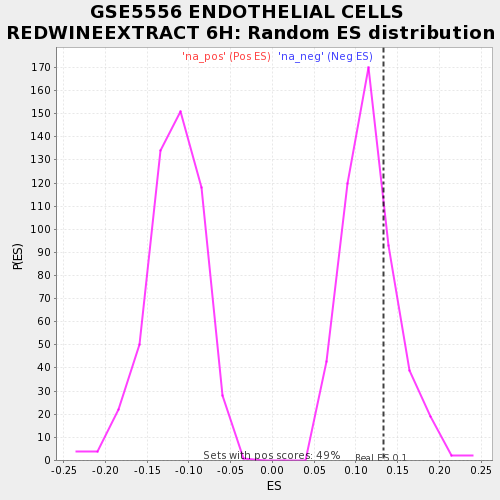 GSE5556 ENDOTHELIAL CELLS
REDWINEEXTRACT 6H: Random ES distribution
'na_pos' (Pos ES) 'na_neg' (Neg ES)
170
160
150
140
130
120
110
100
90
80
70
60
50
40
30
20
10
0
P(ES)
Sets with pos scores: 49%
Real ES 0.1
-0.25 -0.20 -0.15 -0.10 -0.05 0.00 0.05 0.10 0.15 0.20 0.25
ES